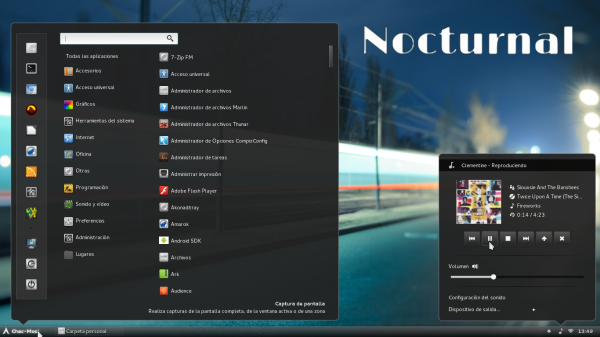 Nocturnal
Todas las aplicaciones
Accesorios
Acceso universal
Gráficos
Herramientas del sistema
Internet
Oficina
Otras
Programación
Sonido y vídeo
Preferencias
Administración
Lugares
7-Zip FM
Acceso universal
Administrador de archivos
Administrador de archivos Marlin
Administrador de archivos Thunar
Administrador de Opciones CompizConfig
Administrador de tareas
Administrar impresión
Adobe Flash Player
Akonaditray
Amarok
Android SDK
Archivos
Ark
Audience
Captura de pantalla
Realiza capturas de la pantalla completa, de la ventana activa o de una zona
Clementine - Reproduciendo
Siouxsie And The Banshees
Twice Upon A Time (The Si...
Fireworks
0:14 / 4:23
Volumen
Configuración del sonido
Dispositivo de salida...
Chac-Mool
Carpeta personal
13:49